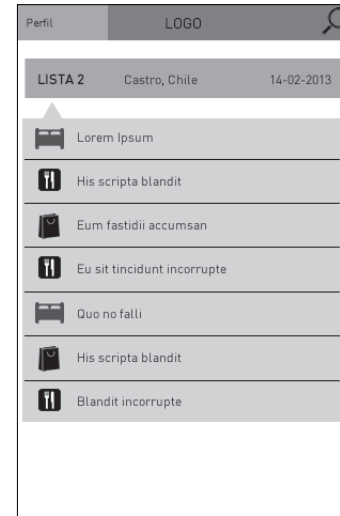 Perfil LOGO
LISTA 2 Castro, Chile 14-02-2013
Lorem Ipsum
His scripta blandit
Eum fastidii accumsan
Eu sit tincidunt incorrupte
Quo no falli
His scripta blandit
Blandit incorrupte